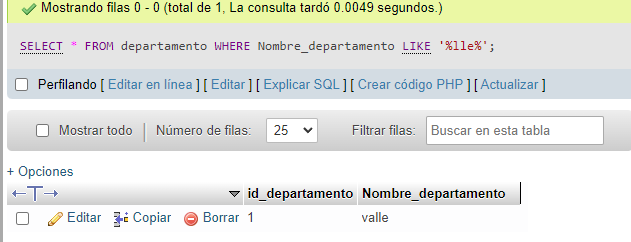 Mostrando filas 0 - 0 (total de 1, La consulta tardó 0.0049 segundos.)
SELECT * FROM departamento WHERE Nombre_departamento LIKE '%lle%';
Perfilando [ Editar en línea ] [ Editar ] [ Explicar SQL ] [ Crear código PHP ] [ Actualizar ]
Mostrar todo | Número de filas: 25 Filtrar filas: Buscar en esta tabla
+ Opciones
←T→ id_departamento Nombre_departamento
Editar Copiar Borrar 1 valle